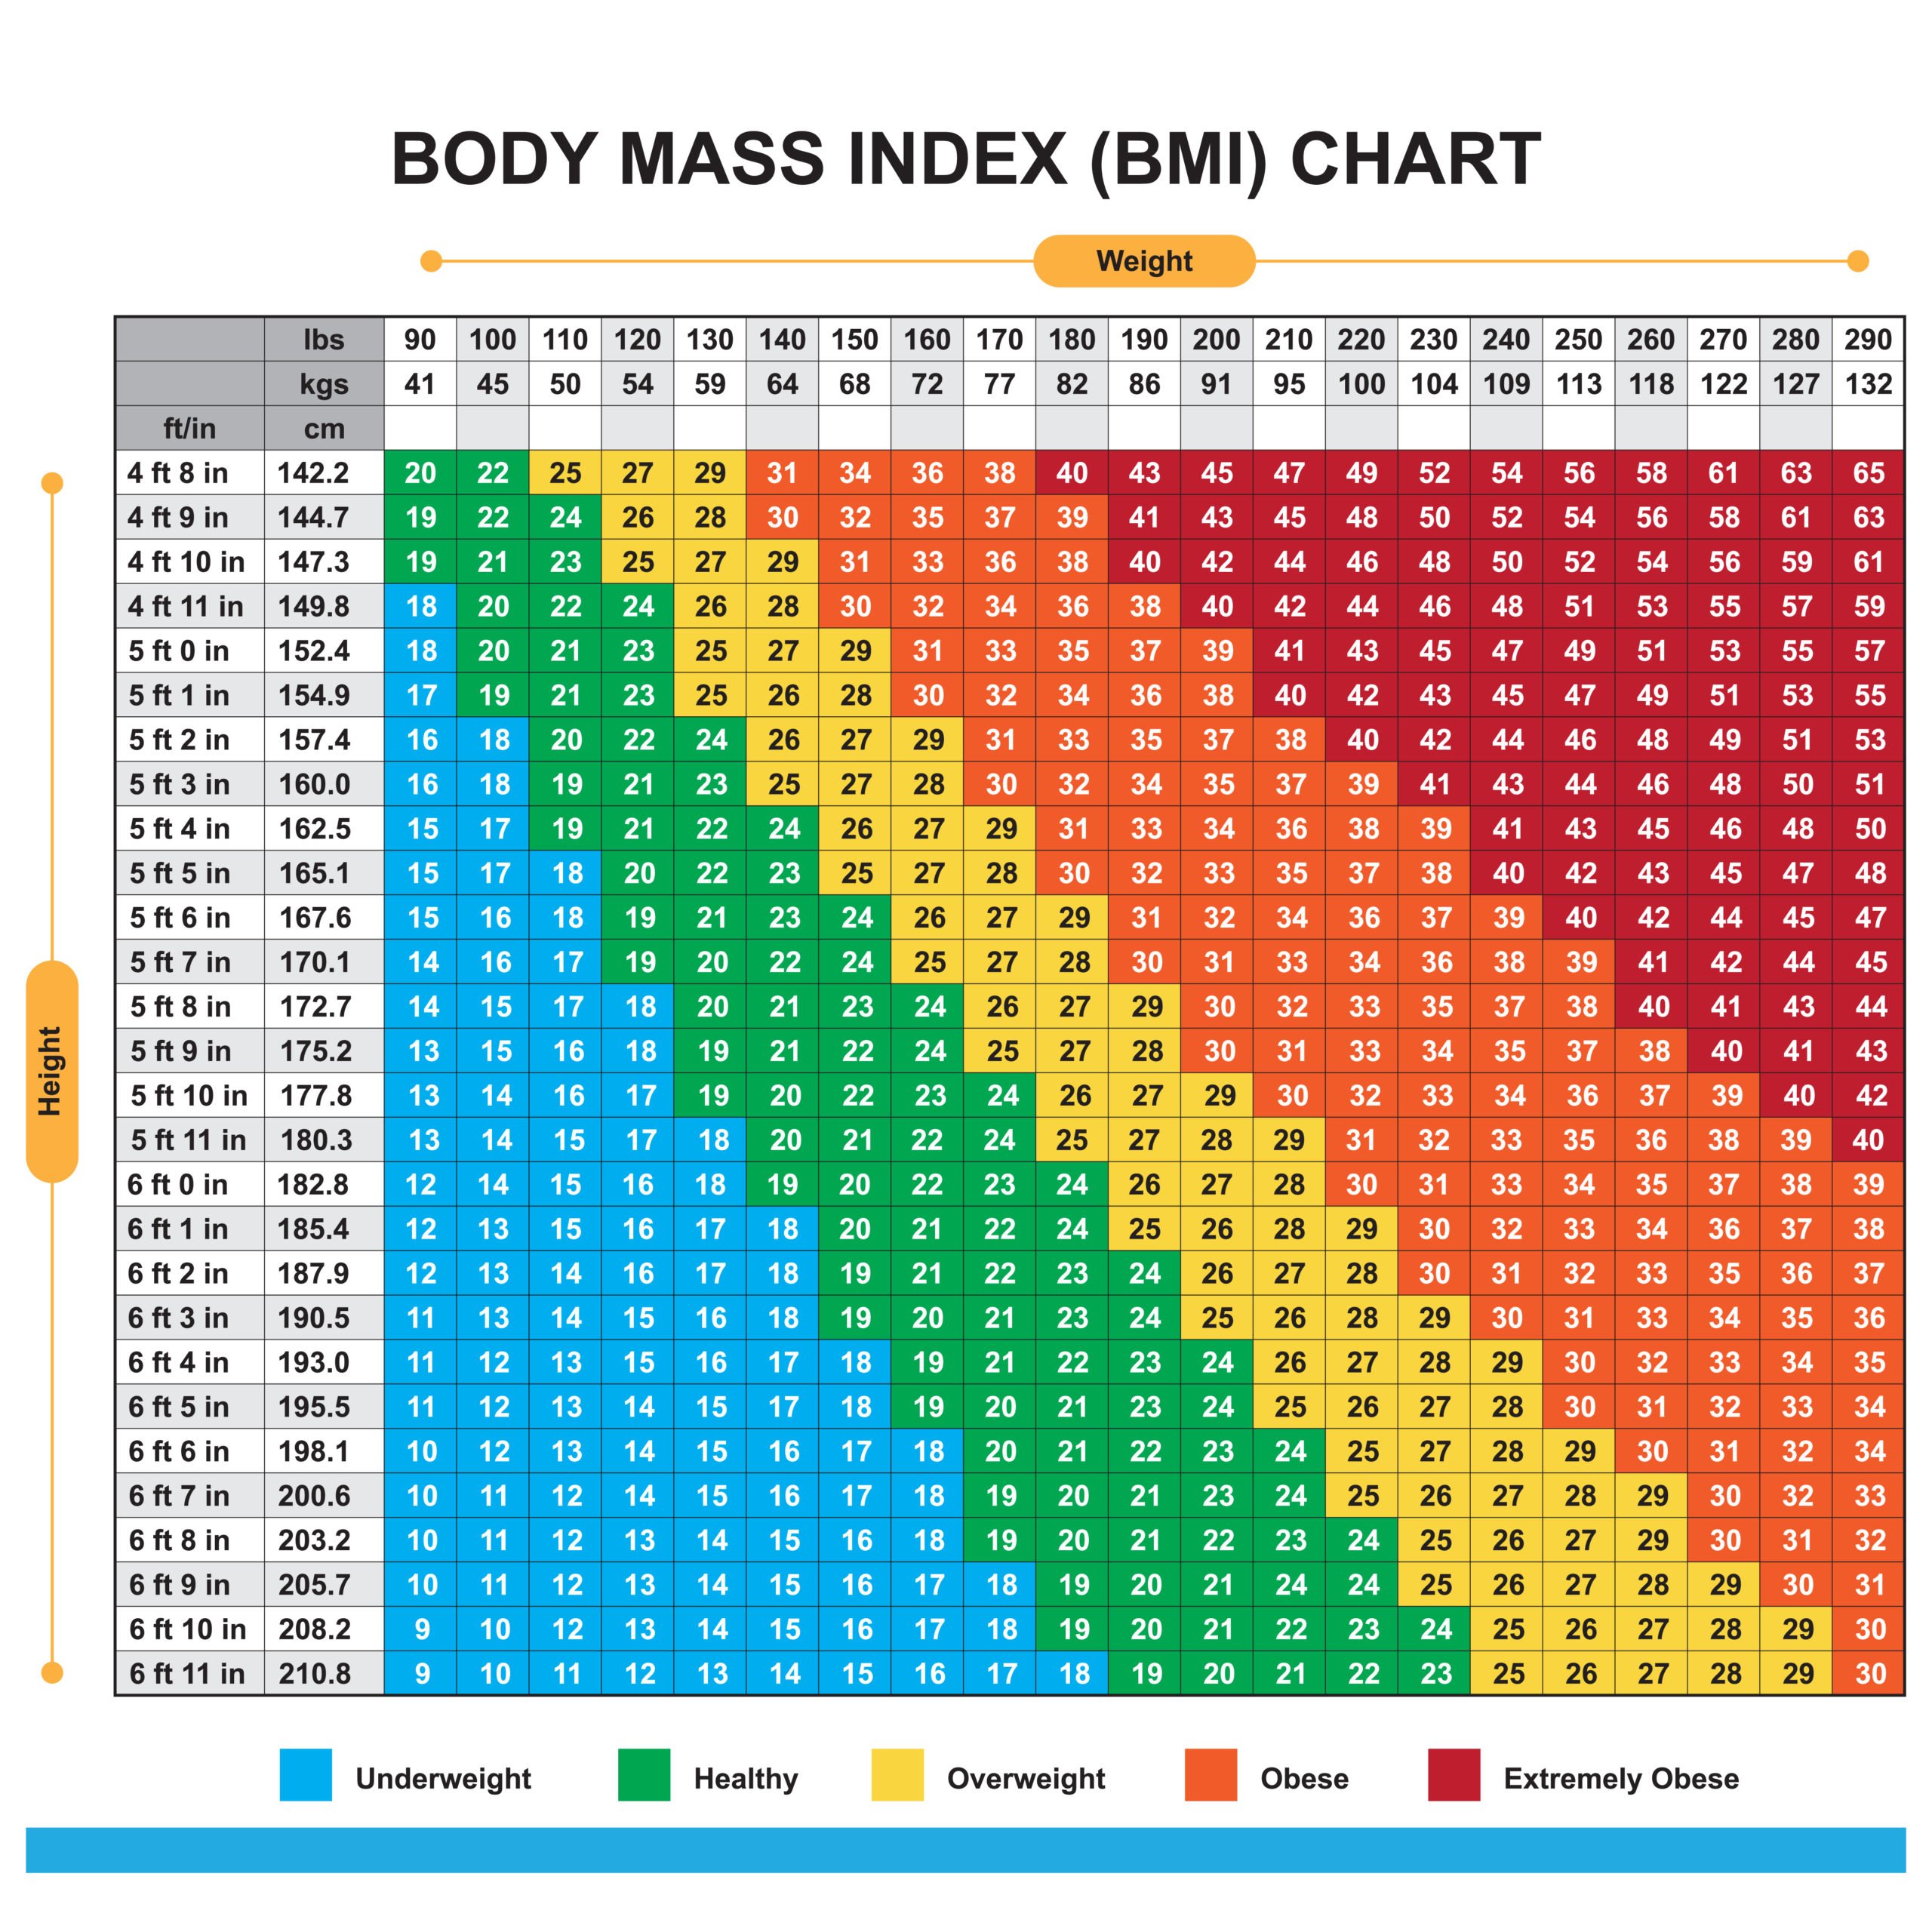 BODY MASS INDEX (BMI) CHART
Weight
lbs 90 100 110 120 130 140 150 160 170 180 190 200 210 220 230 240 250 260 270 280 290
kgs 41 45 50 54 59 64 68 72 77 82 86 91 95 100 104 109 113 118 122 127 132
ft/in cm
4 ft 8 in 142.2 20 22 25 27 29 31 34 36 38 40 43 45 47 49 52 54 56 58 61 63 65
4 ft 9 in 144.7 19 22 24 26 28 30 32 35 37 39 41 43 45 48 50 52 54 56 58 61 63
4 ft 10 in 147.3 19 21 23 25 27 29 31 33 36 38 40 42 44 46 48 50 52 54 56 59 61
4 ft 11 in 149.8 18 20 22 24 26 28 30 32 34 36 38 40 42 44 46 48 51 53 55 57 59
5 ft 0 in 152.4 18 20 21 23 25 27 29 31 33 35 37 39 41 43 45 47 49 51 53 55 57
5 ft 1 in 154.9 17 19 21 23 25 26 28 30 32 34 36 38 40 42 43 45 47 49 51 53 55
5 ft 2 in 157.4 16 18 20 22 24 26 27 29 31 33 35 37 38 40 42 44 46 48 49 51 53
5 ft 3 in 160.0 16 18 19 21 23 25 27 28 30 32 34 35 37 39 41 43 44 46 48 50 51
5 ft 4 in 162.5 15 17 19 21 22 24 26 27 29 31 33 34 36 38 39 41 43 45 46 48 50
5 ft 5 in 165.1 15 17 18 20 22 23 25 27 28 30 32 33 35 37 38 40 42 43 45 47 48
5 ft 6 in 167.6 15 16 18 19 21 23 24 26 27 29 31 32 34 36 37 39 40 42 44 45 47
5 ft 7 in 170.1 14 16 17 19 20 22 24 25 27 28 30 31 33 34 36 38 39 41 42 44 45
5 ft 8 in 172.7 14 15 17 18 20 21 23 24 26 27 29 30 32 33 35 37 38 40 41 43 44
5 ft 9 in 175.2 13 15 16 18 19 21 22 24 25 27 28 30 31 33 34 35 37 38 40 41 43
5 ft 10 in 177.8 13 14 16 17 19 20 22 23 24 26 27 29 30 32 33 34 36 37 39 40 42
5 ft 11 in 180.3 13 14 15 17 18 20 21 22 24 25 27 28 29 31 32 33 35 36 38 39 40
6 ft 0 in 182.8 12 14 15 16 18 19 20 22 23 24 26 27 28 30 31 33 34 35 37 38 39
6 ft 1 in 185.4 12 13 15 16 17 18 20 21 22 24 25 26 28 29 30 32 33 34 36 37 38
6 ft 2 in 187.9 12 13 14 16 17 18 19 21 22 23 24 26 27 28 30 31 32 33 35 36 37
6 ft 3 in 190.5 11 13 14 15 16 18 19 20 21 23 24 25 26 28 29 30 31 33 34 35 36
6 ft 4 in 193.0 11 12 13 15 16 17 18 19 21 22 23 24 26 27 28 29 30 32 33 34 35
6 ft 5 in 195.5 11 12 13 14 15 17 18 19 20 21 23 24 25 26 27 28 30 31 32 33 34
6 ft 6 in 198.1 10 12 13 14 15 16 17 18 20 21 22 23 24 25 27 28 29 30 31 32 34
6 ft 7 in 200.6 10 11 12 14 15 16 17 18 19 20 21 23 24 25 26 27 28 29 30 32 33
6 ft 8 in 203.2 10 11 12 13 14 15 16 18 19 20 21 22 23 24 25 26 27 29 30 31 32
6 ft 9 in 205.7 10 11 12 13 14 15 16 17 18 19 20 21 24 24 25 26 27 28 29 30 31
6 ft 10 in 208.2 9 10 12 13 14 15 16 17 18 19 20 21 22 23 24 25 26 27 28 29 30
6 ft 11 in 210.8 9 10 11 12 13 14 15 16 17 18 19 20 21 22 23 25 26 27 28 29 30
Height
Underweight Healthy Overweight Obese Extremely Obese